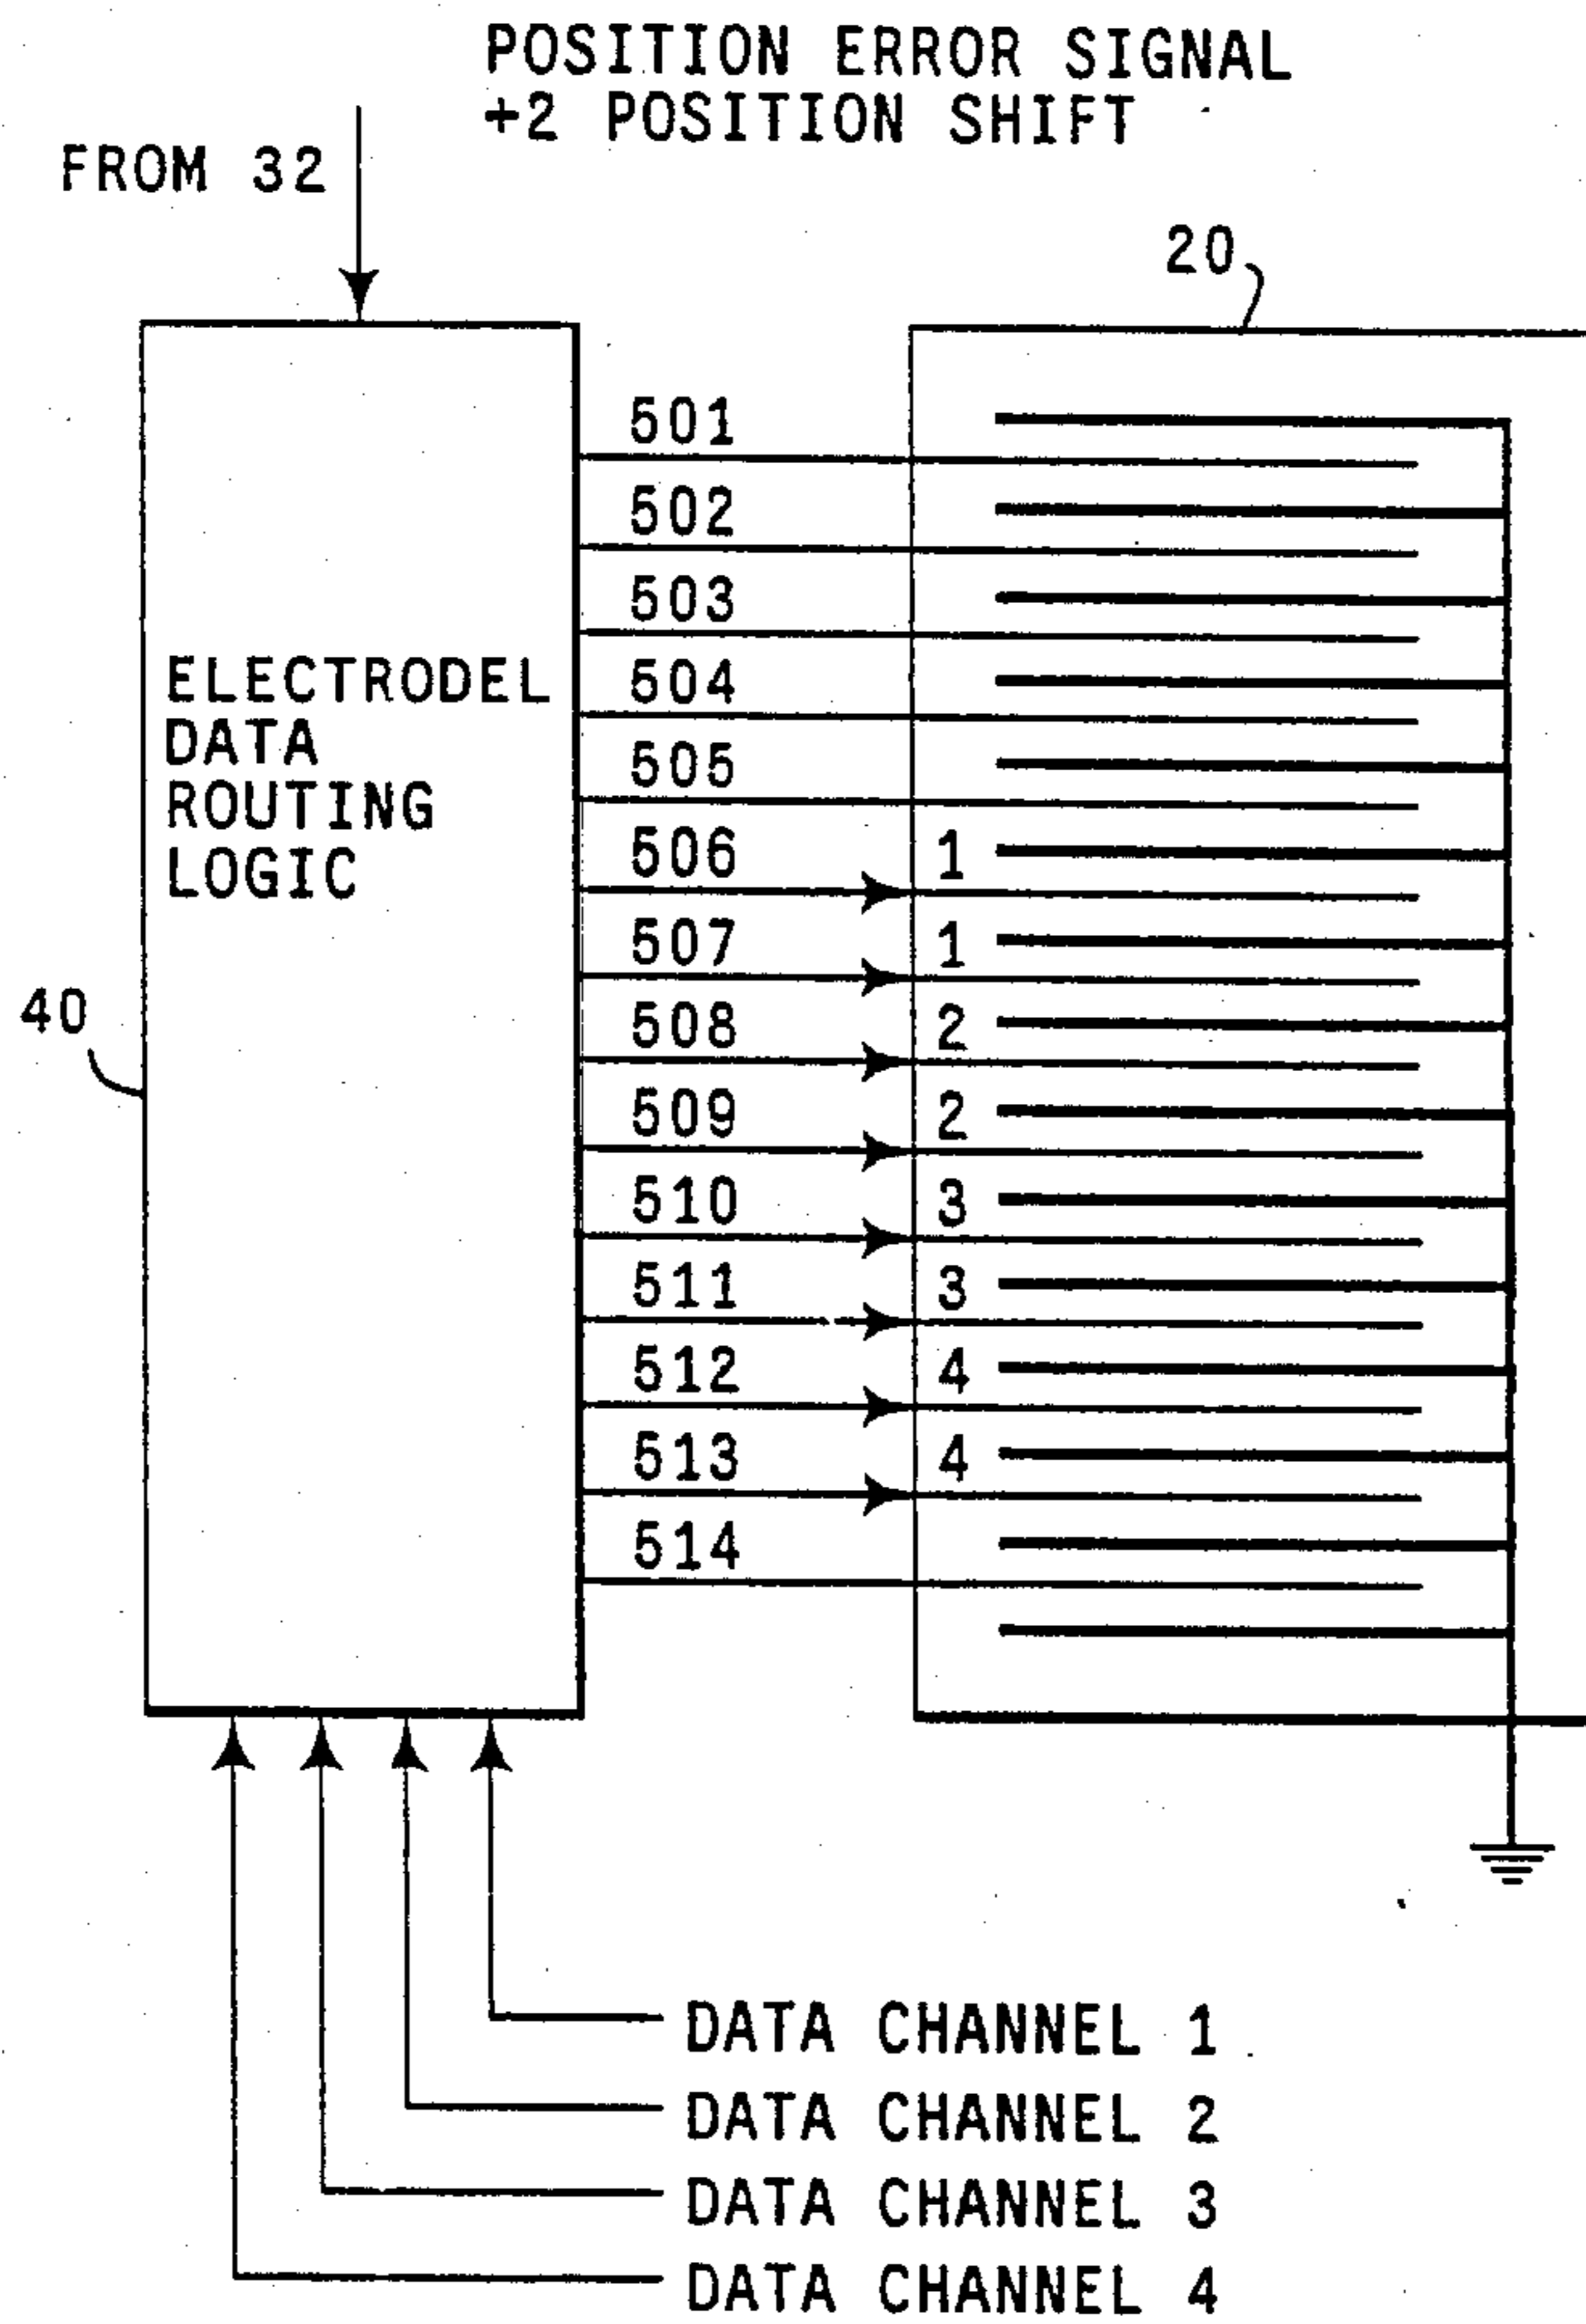 POSITION ERROR SIGNAL
+2 POSITION SHIFT
FROM 32
20
501
502
503
504
505
506 1
507 1
508 2
509 2
510 3
511 3
512 4
513 4
514
ELECTRODEL
DATA
ROUTING
LOGIC
40
DATA CHANNEL 1
DATA CHANNEL 2
DATA CHANNEL 3
DATA CHANNEL 4